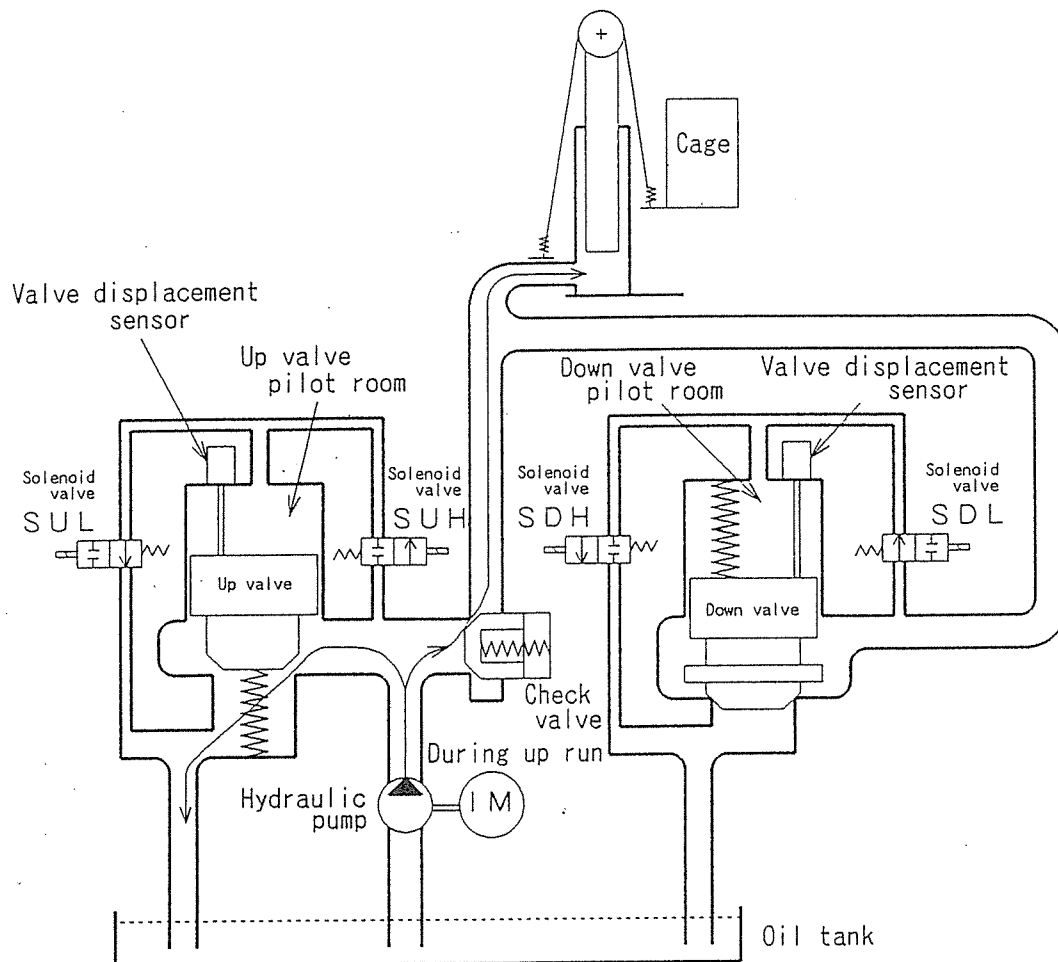 Cage
Valve displacement
sensor
Up valve
pilot room
Down valve
pilot room
Valve displacement
sensor
Solenoid
valve
SUL
Solenoid
valve
SUH
Solenoid
valve
SDH
Solenoid
valve
SDL
Up valve
Down valve
Check
valve
During up run
Hydraulic
pump
IM
Oil tank